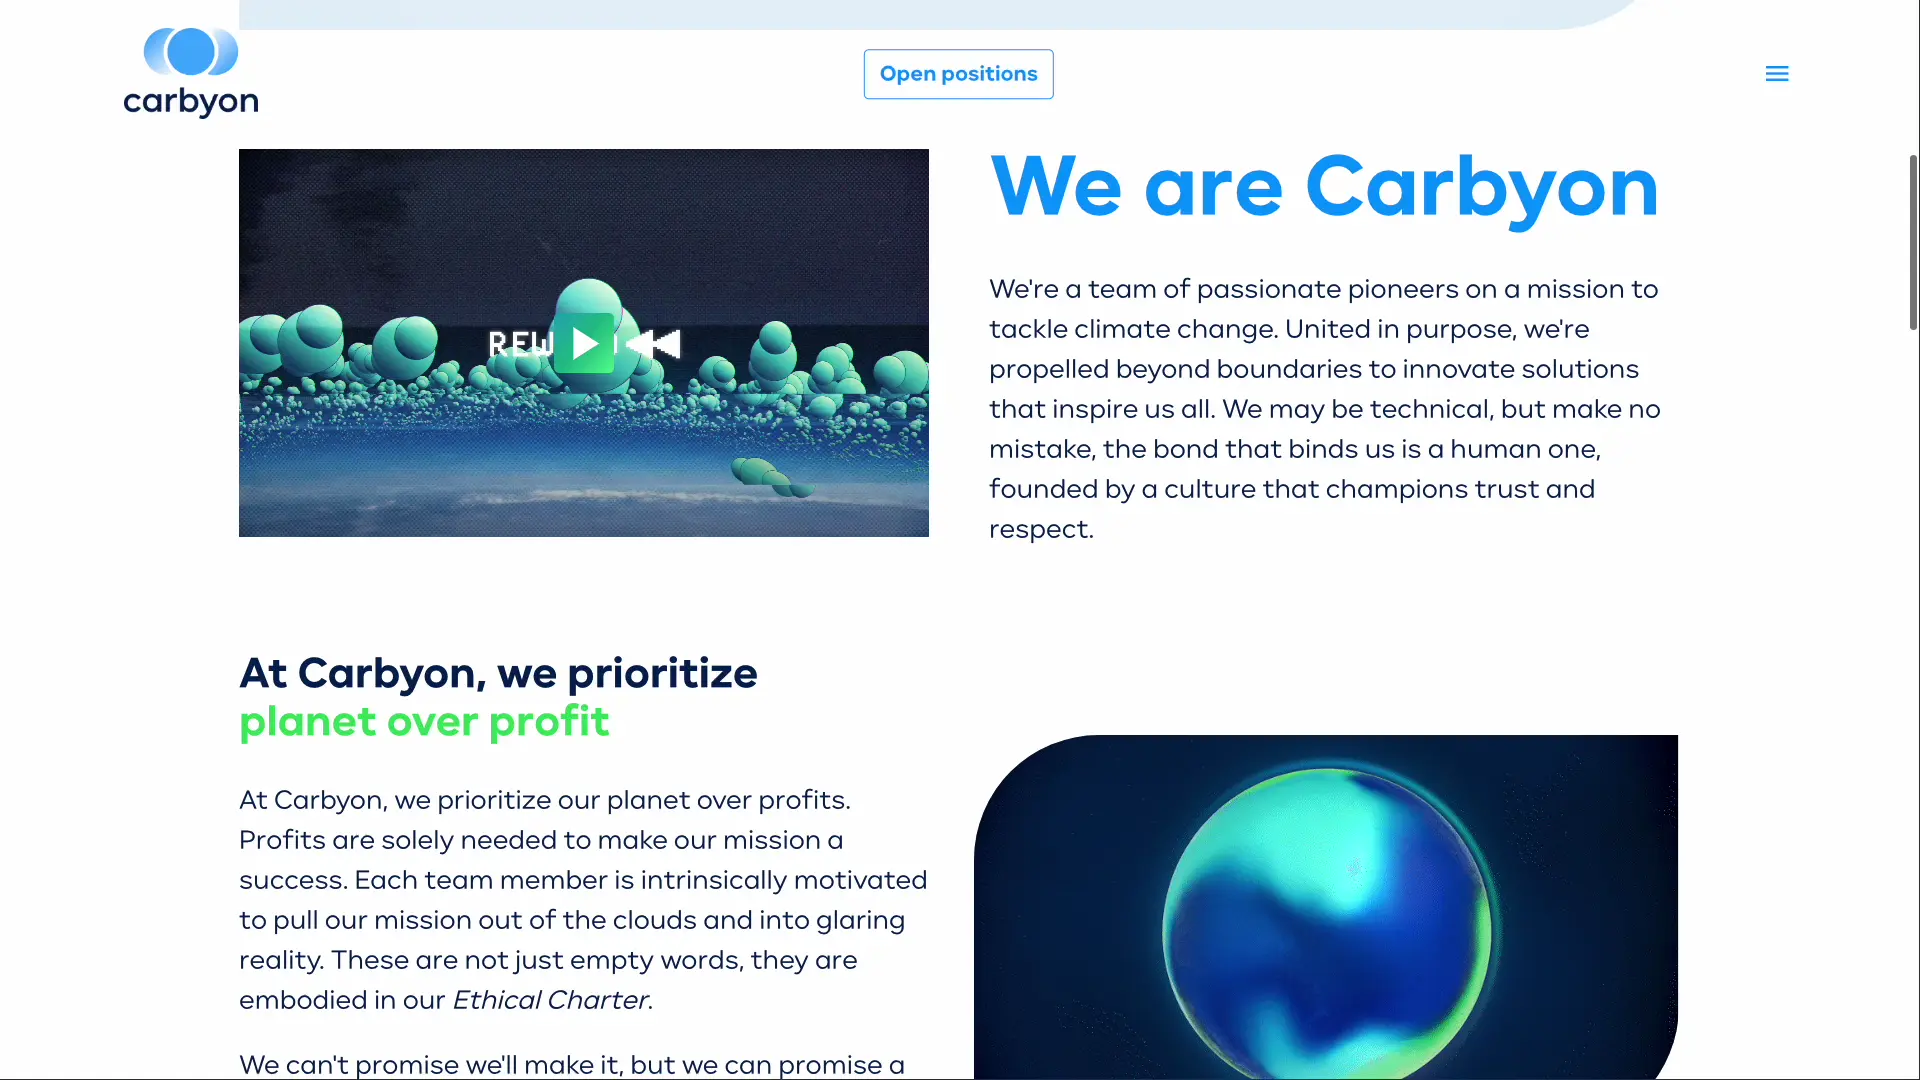 carbyon
Open positions
We are Carbyon
REW
We're a team of passionate pioneers on a mission to
tackle climate change. United in purpose, we're
propelled beyond boundaries to innovate solutions
that inspire us all. We may be technical, but make no
mistake, the bond that binds us is a human one,
founded by a culture that champions trust and
respect.
At Carbyon, we prioritize
planet over profit
At Carbyon, we prioritize our planet over profits.
Profits are solely needed to make our mission a
success. Each team member is intrinsically motivated
to pull our mission out of the clouds and into glaring
reality. These are not just empty words, they are
embodied in our Ethical Charter.
We can't promise we'll make it, but we can promise a